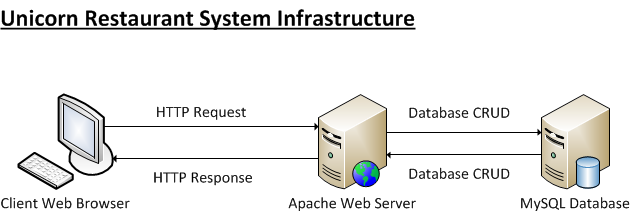 Unicorn Restaurant System Infrastructure
HTTP Request
Database CRUD
HTTP Response
Database CRUD
Client Web Browser
Apache Web Server
MySQL Database